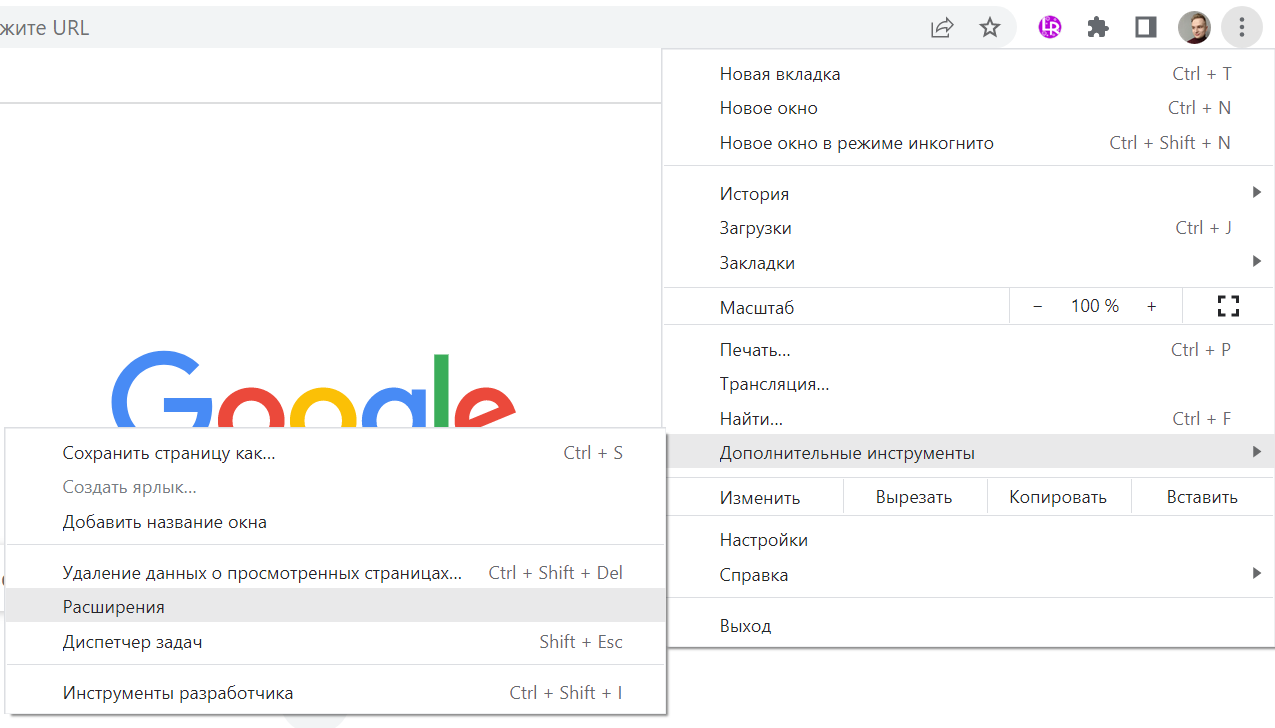 жите URL
Новая вкладка Ctrl + T
Новое окно Ctrl + N
Новое окно в режиме инкогнито Ctrl + Shift + N
История
Загрузки Ctrl + J
Закладки
Масштаб − 100 % +
Печать... Ctrl + P
Трансляция...
Найти... Ctrl + F
Дополнительные инструменты
Изменить Вырезать Копировать Вставить
Настройки
Справка
Выход
Google
Сохранить страницу как... Ctrl + S
Создать ярлык...
Добавить название окна
Удаление данных о просмотренных страницах... Ctrl + Shift + Del
Расширения
Диспетчер задач Shift + Esc
Инструменты разработчика Ctrl + Shift + I